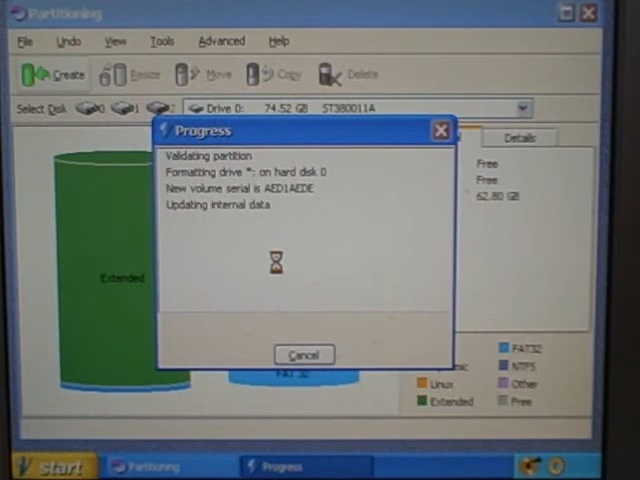 Partitioning
File Undo View Tools Advanced Help
Create Resize Move Copy Delete
Select Disk 0 1 2 Drive 0: 74.52 GB ST380011A
Progress
Details
Validating partition
Formatting drive *: on hard disk 0
New volume serial is AED1AEDE
Updating internal data
Free
Free
62.80 GB
Extended
Cancel
FAT 32
FAT32
NTFS
Linux Other
Extended Free
start Partitioning Progress